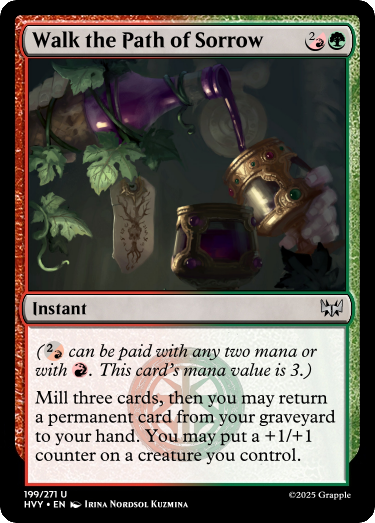 Walk the Path of Sorrow
2
Instant
(2 can be paid with any two mana or
with . This card's mana value is 3.)
Mill three cards, then you may return
a permanent card from your graveyard
to your hand. You may put a +1/+1
counter on a creature you control.
199/271 U
HVY • EN Irina Nordsol Kuzmina
©2025 Grapple